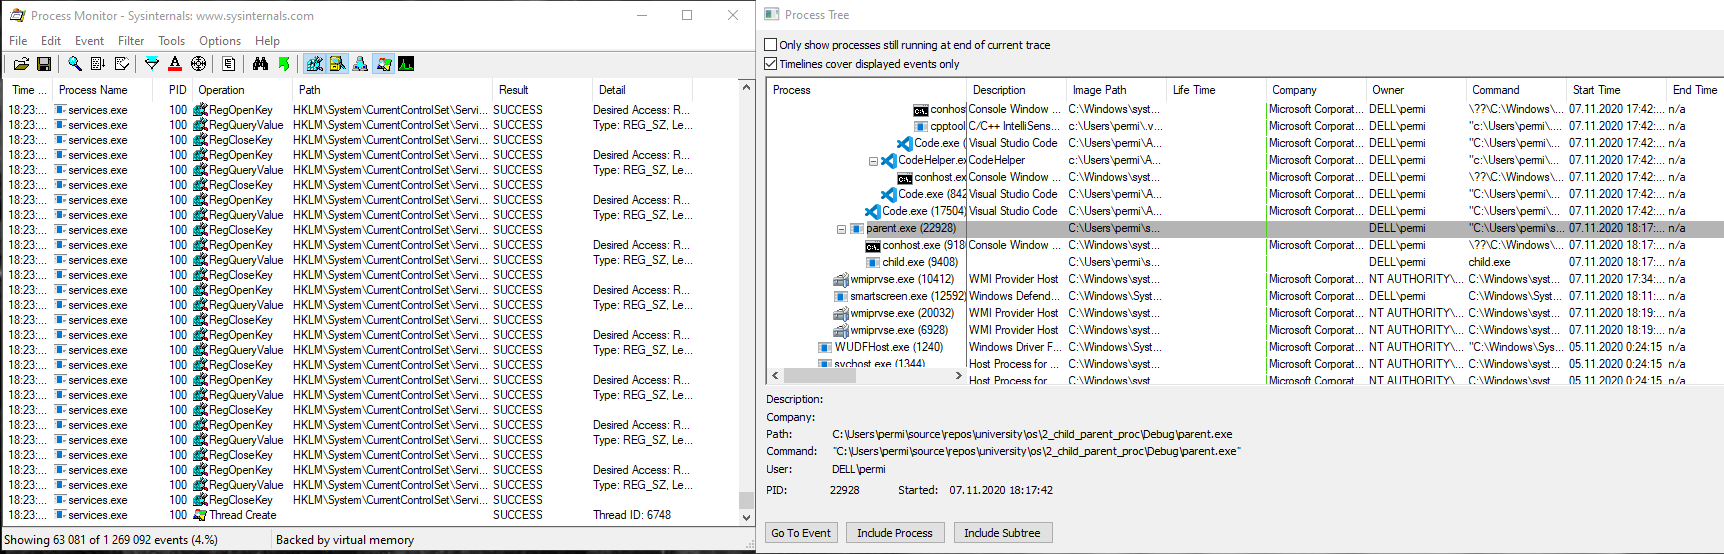 Process Monitor - Sysinternals: www.sysinternals.com
File Edit Event Filter Tools Options Help
Time ... Process Name PID Operation Path Result Detail
18:23:... services.exe 100 RegOpenKey HKLM\System\CurrentControlSet\Servi... SUCCESS Desired Access: R...
18:23:... services.exe 100 RegQueryValue HKLM\System\CurrentControlSet\Servi... SUCCESS Type: REG_SZ, Le...
18:23:... services.exe 100 RegCloseKey HKLM\System\CurrentControlSet\Servi... SUCCESS
18:23:... services.exe 100 RegOpenKey HKLM\System\CurrentControlSet\Servi... SUCCESS Desired Access: R...
18:23:... services.exe 100 RegQueryValue HKLM\System\CurrentControlSet\Servi... SUCCESS Type: REG_SZ, Le...
18:23:... services.exe 100 RegCloseKey HKLM\System\CurrentControlSet\Servi... SUCCESS
18:23:... services.exe 100 RegOpenKey HKLM\System\CurrentControlSet\Servi... SUCCESS Desired Access: R...
18:23:... services.exe 100 RegQueryValue HKLM\System\CurrentControlSet\Servi... SUCCESS Type: REG_SZ, Le...
18:23:... services.exe 100 RegCloseKey HKLM\System\CurrentControlSet\Servi... SUCCESS
18:23:... services.exe 100 RegOpenKey HKLM\System\CurrentControlSet\Servi... SUCCESS Desired Access: R...
18:23:... services.exe 100 RegQueryValue HKLM\System\CurrentControlSet\Servi... SUCCESS Type: REG_SZ, Le...
18:23:... services.exe 100 RegCloseKey HKLM\System\CurrentControlSet\Servi... SUCCESS
18:23:... services.exe 100 RegOpenKey HKLM\System\CurrentControlSet\Servi... SUCCESS Desired Access: R...
18:23:... services.exe 100 RegQueryValue HKLM\System\CurrentControlSet\Servi... SUCCESS Type: REG_SZ, Le...
18:23:... services.exe 100 RegCloseKey HKLM\System\CurrentControlSet\Servi... SUCCESS
18:23:... services.exe 100 RegOpenKey HKLM\System\CurrentControlSet\Servi... SUCCESS Desired Access: R...
18:23:... services.exe 100 RegQueryValue HKLM\System\CurrentControlSet\Servi... SUCCESS Type: REG_SZ, Le...
18:23:... services.exe 100 RegCloseKey HKLM\System\CurrentControlSet\Servi... SUCCESS
18:23:... services.exe 100 RegOpenKey HKLM\System\CurrentControlSet\Servi... SUCCESS Desired Access: R...
18:23:... services.exe 100 RegQueryValue HKLM\System\CurrentControlSet\Servi... SUCCESS Type: REG_SZ, Le...
18:23:... services.exe 100 RegCloseKey HKLM\System\CurrentControlSet\Servi... SUCCESS
18:23:... services.exe 100 RegOpenKey HKLM\System\CurrentControlSet\Servi... SUCCESS Desired Access: R...
18:23:... services.exe 100 RegQueryValue HKLM\System\CurrentControlSet\Servi... SUCCESS Type: REG_SZ, Le...
18:23:... services.exe 100 RegCloseKey HKLM\System\CurrentControlSet\Servi... SUCCESS
18:23:... services.exe 100 RegOpenKey HKLM\System\CurrentControlSet\Servi... SUCCESS Desired Access: R...
18:23:... services.exe 100 RegQueryValue HKLM\System\CurrentControlSet\Servi... SUCCESS Type: REG_SZ, Le...
18:23:... services.exe 100 RegCloseKey HKLM\System\CurrentControlSet\Servi... SUCCESS
18:23:... services.exe 100 Thread Create SUCCESS Thread ID: 6748
Showing 63 081 of 1 269 092 events (4.%) Backed by virtual memory
Process Tree
Only show processes still running at end of current trace
Timelines cover displayed events only
Process Description Image Path Life Time Company Owner Command Start Time End Time
conhost Console Window ... C:\Windows\syst... Microsoft Corporat... DELL\permi \??\C:\Windows\... 07.11.2020 17:42:... n/a
cpptool C/C++ IntelliSens... c:\Users\permi\.v... Microsoft Corporat... DELL\permi "c:\Users\permi\.... 07.11.2020 17:42:... n/a
Code.exe ( Visual Studio Code C:\Users\permi\A... Microsoft Corporat... DELL\permi "C:\Users\permi\... 07.11.2020 17:42:... n/a
CodeHelper.ex CodeHelper c:\Users\permi\A... Microsoft Corporat... DELL\permi "c:\Users\permi\... 07.11.2020 17:42:... n/a
conhost.ex Console Window ... C:\Windows\syst... Microsoft Corporat... DELL\permi \??\C:\Windows\... 07.11.2020 17:42:... n/a
Code.exe (842 Visual Studio Code C:\Users\permi\A... Microsoft Corporat... DELL\permi "C:\Users\permi\... 07.11.2020 17:42:... n/a
Code.exe (17504) Visual Studio Code C:\Users\permi\A... Microsoft Corporat... DELL\permi "C:\Users\permi\... 07.11.2020 17:42:... n/a
parent.exe (22928) C:\Users\permi\s... DELL\permi "C:\Users\permi\s... 07.11.2020 18:17:... n/a
conhost.exe (918 Console Window ... C:\Windows\syst... Microsoft Corporat... DELL\permi \??\C:\Windows\... 07.11.2020 18:17:... n/a
child.exe (9408) C:\Users\permi\s... DELL\permi child.exe 07.11.2020 18:17:... n/a
wmiprvse.exe (10412) WMI Provider Host C:\Windows\syst... Microsoft Corporat... NT AUTHORITY\... C:\Windows\syst... 07.11.2020 17:34:... n/a
smartscreen.exe (12592) Windows Defend... C:\Windows\Syst... Microsoft Corporat... DELL\permi C:\Windows\Syst... 07.11.2020 18:11:... n/a
wmiprvse.exe (20032) WMI Provider Host C:\Windows\syst... Microsoft Corporat... NT AUTHORITY\... C:\Windows\syst... 07.11.2020 18:19:... n/a
wmiprvse.exe (6928) WMI Provider Host C:\Windows\syst... Microsoft Corporat... NT AUTHORITY\... C:\Windows\syst... 07.11.2020 18:19:... n/a
WUDFHost.exe (1240) Windows Driver F... C:\Windows\Syst... Microsoft Corporat... NT AUTHORITY\... "C:\Windows\Sys... 05.11.2020 0:24:15 n/a
svchost.exe (1344) Host Process for ... C:\Windows\syst... Microsoft Corporat... NT AUTHORITY\... C:\Windows\syst... 05.11.2020 0:24:15 n/a
Host Process for ... C:\Windows\syst... Microsoft Corporat... NT AUTHORITY\... C:\Windows\syst... 05.11.2020 0:24:15 n/a
Description:
Company:
Path: C:\Users\permi\source\repos\university\os\2_child_parent_proc\Debug\parent.exe
Command: "C:\Users\permi\source\repos\university\os\2_child_parent_proc\Debug\parent.exe"
User: DELL\permi
PID: 22928 Started: 07.11.2020 18:17:42
Go To Event Include Process Include Subtree